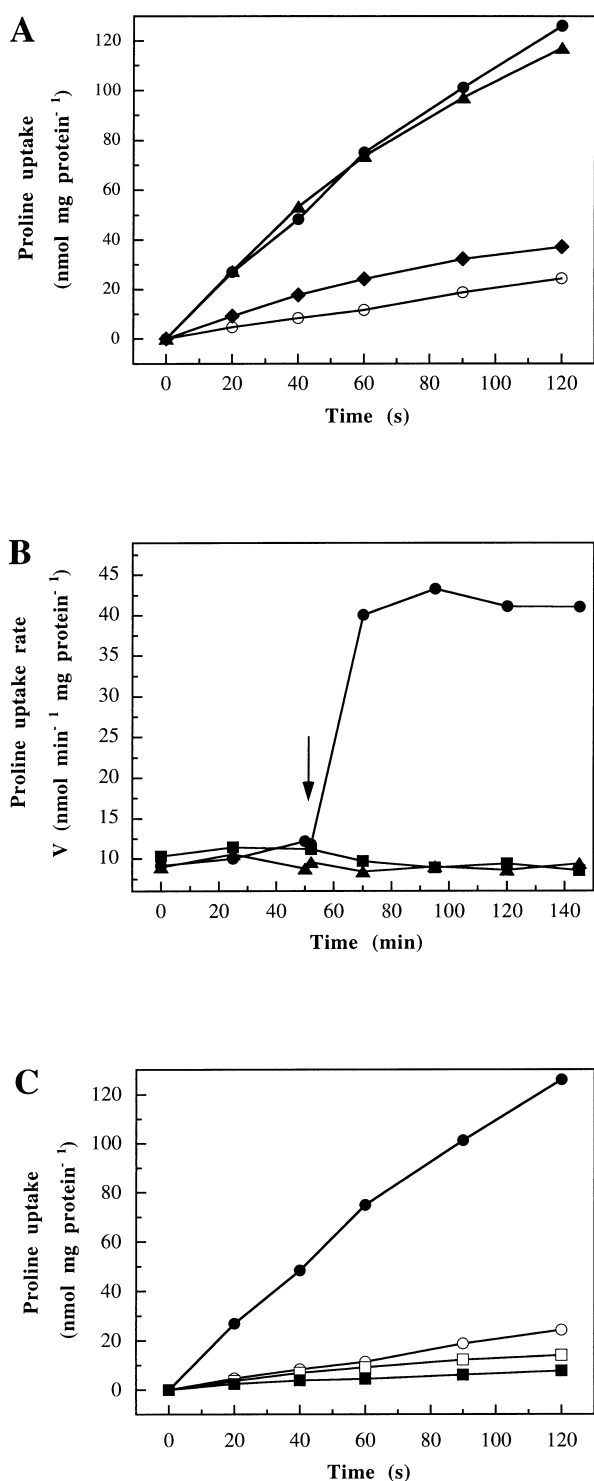 A
Proline uptake
(nmol mg protein⁻¹)
120
100
80
60
40
20
0
0 20 40 60 80 100 120
Time (s)
B
Proline uptake rate
V (nmol min⁻¹ mg protein⁻¹)
45
40
35
30
25
20
15
10
0 20 40 60 80 100 120 140
Time (min)
C
Proline uptake
(nmol mg protein⁻¹)
120
100
80
60
40
20
0
0 20 40 60 80 100 120
Time (s)